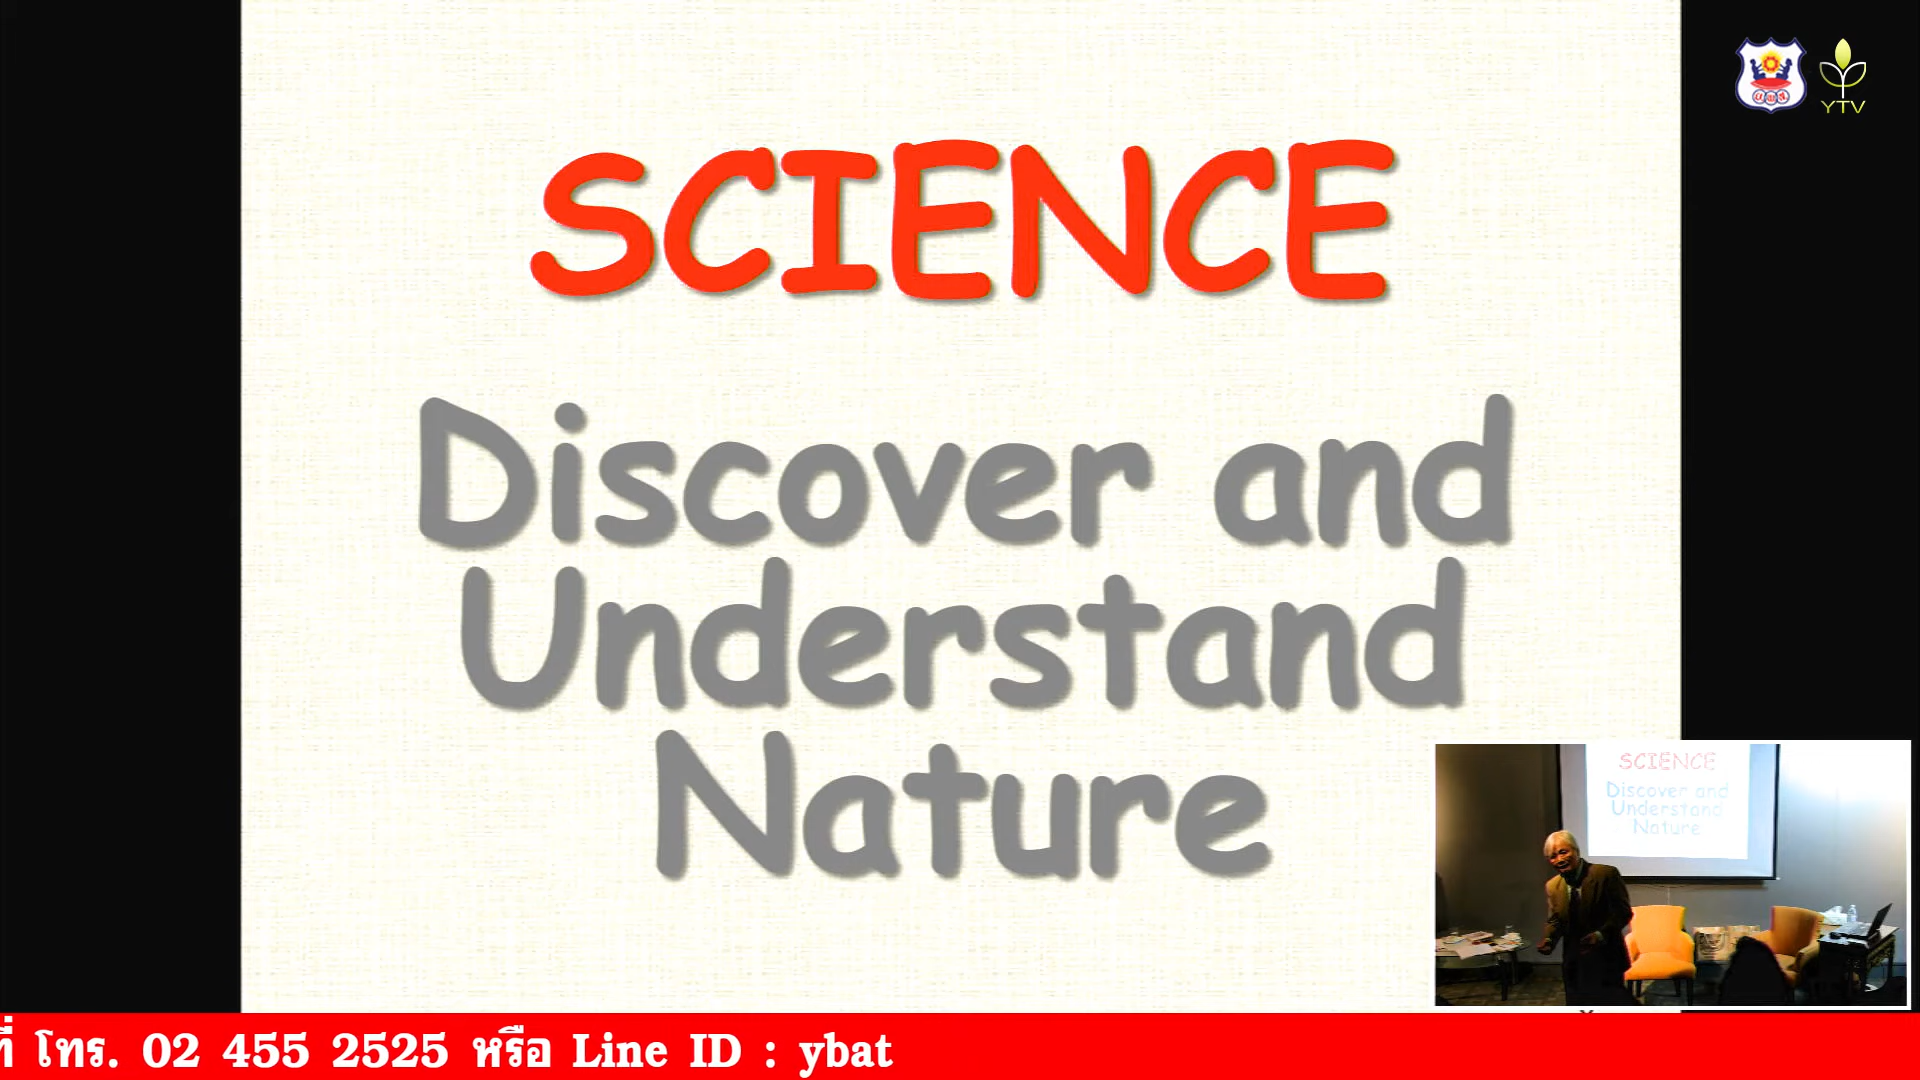 SCIENCE
Discover and
Understand
Nature
YTV
SCIENCE
Discover and
Understand
Nature
ที่ โทร. 02 455 2525 หรือ Line ID : ybat